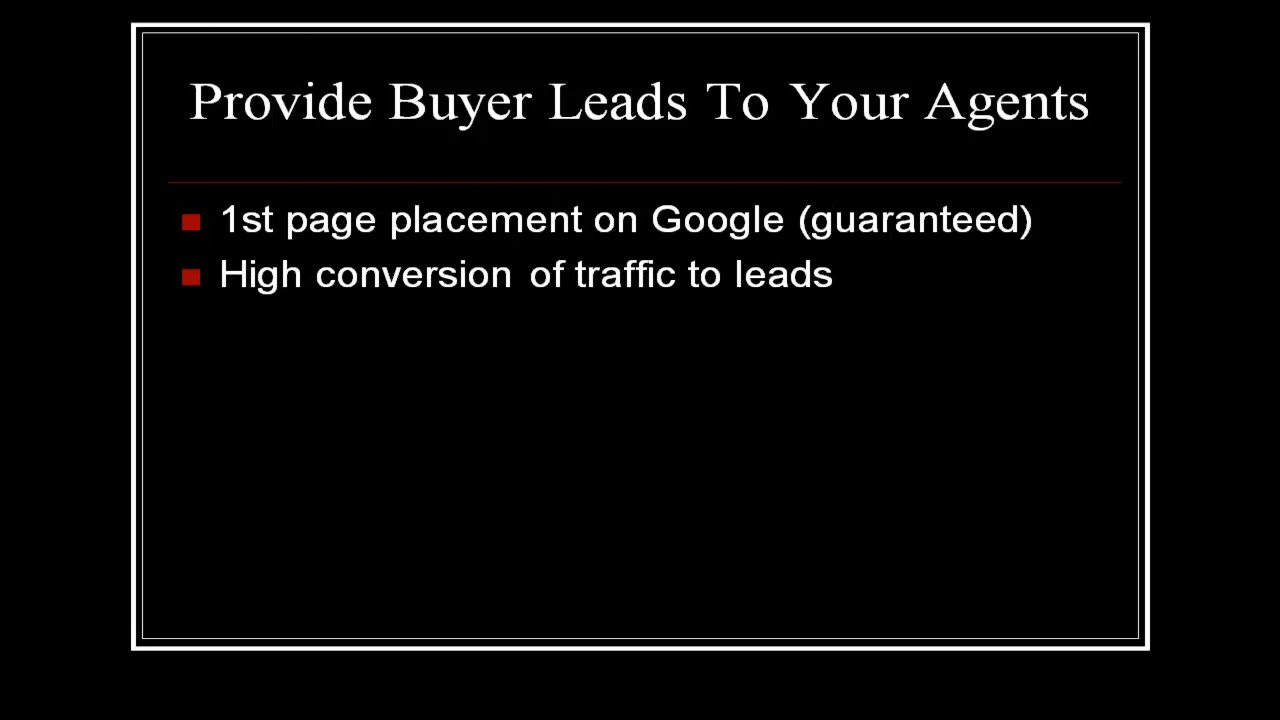 Provide Buyer Leads To Your Agents
1st page placement on Google (guaranteed)
High conversion of traffic to leads